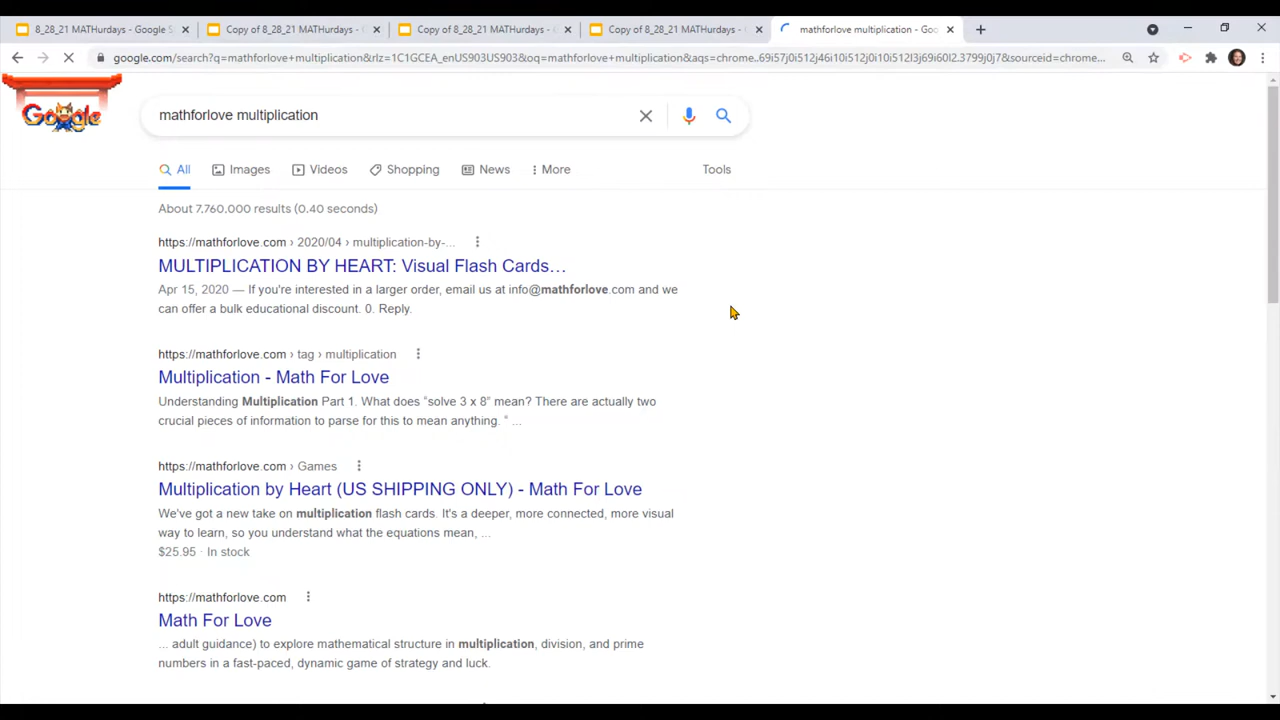 8_28_21 MATHurdays - Google S
Copy of 8_28_21 MATHurdays -
Copy of 8_28_21 MATHurdays - G
Copy of 8_28_21 MATHurdays -
mathforlove multiplication - Goo
google.com/search?q=mathforlove+multiplication&rlz=1C1GCEA_enUS903US903&oq=mathforlove+multiplication&aqs=chrome..69i57j0i512j46i10i512j0i10i512l3j69i60l2.3799j0j7&sourceid=chrome...
Google
mathforlove multiplication
All
Images
Videos
Shopping
News
More
Tools
About 7,760,000 results (0.40 seconds)
https://mathforlove.com › 2020/04 › multiplication-by-...
MULTIPLICATION BY HEART: Visual Flash Cards…
Apr 15, 2020 — If you're interested in a larger order, email us at info@mathforlove.com and we
can offer a bulk educational discount. 0. Reply.
https://mathforlove.com › tag › multiplication
Multiplication - Math For Love
Understanding Multiplication Part 1. What does “solve 3 x 8” mean? There are actually two
crucial pieces of information to parse for this to mean anything. “ ...
https://mathforlove.com › Games
Multiplication by Heart (US SHIPPING ONLY) - Math For Love
We've got a new take on multiplication flash cards. It's a deeper, more connected, more visual
way to learn, so you understand what the equations mean, ...
$25.95 · In stock
https://mathforlove.com
Math For Love
... adult guidance) to explore mathematical structure in multiplication, division, and prime
numbers in a fast-paced, dynamic game of strategy and luck.